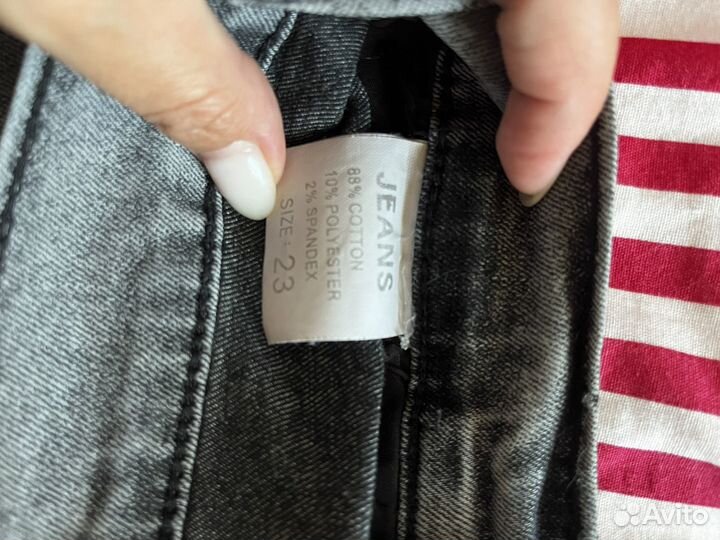 JEANS
88% COTTON
10% POLYESTER
2% SPANDEX
SIZE: 23
Avito